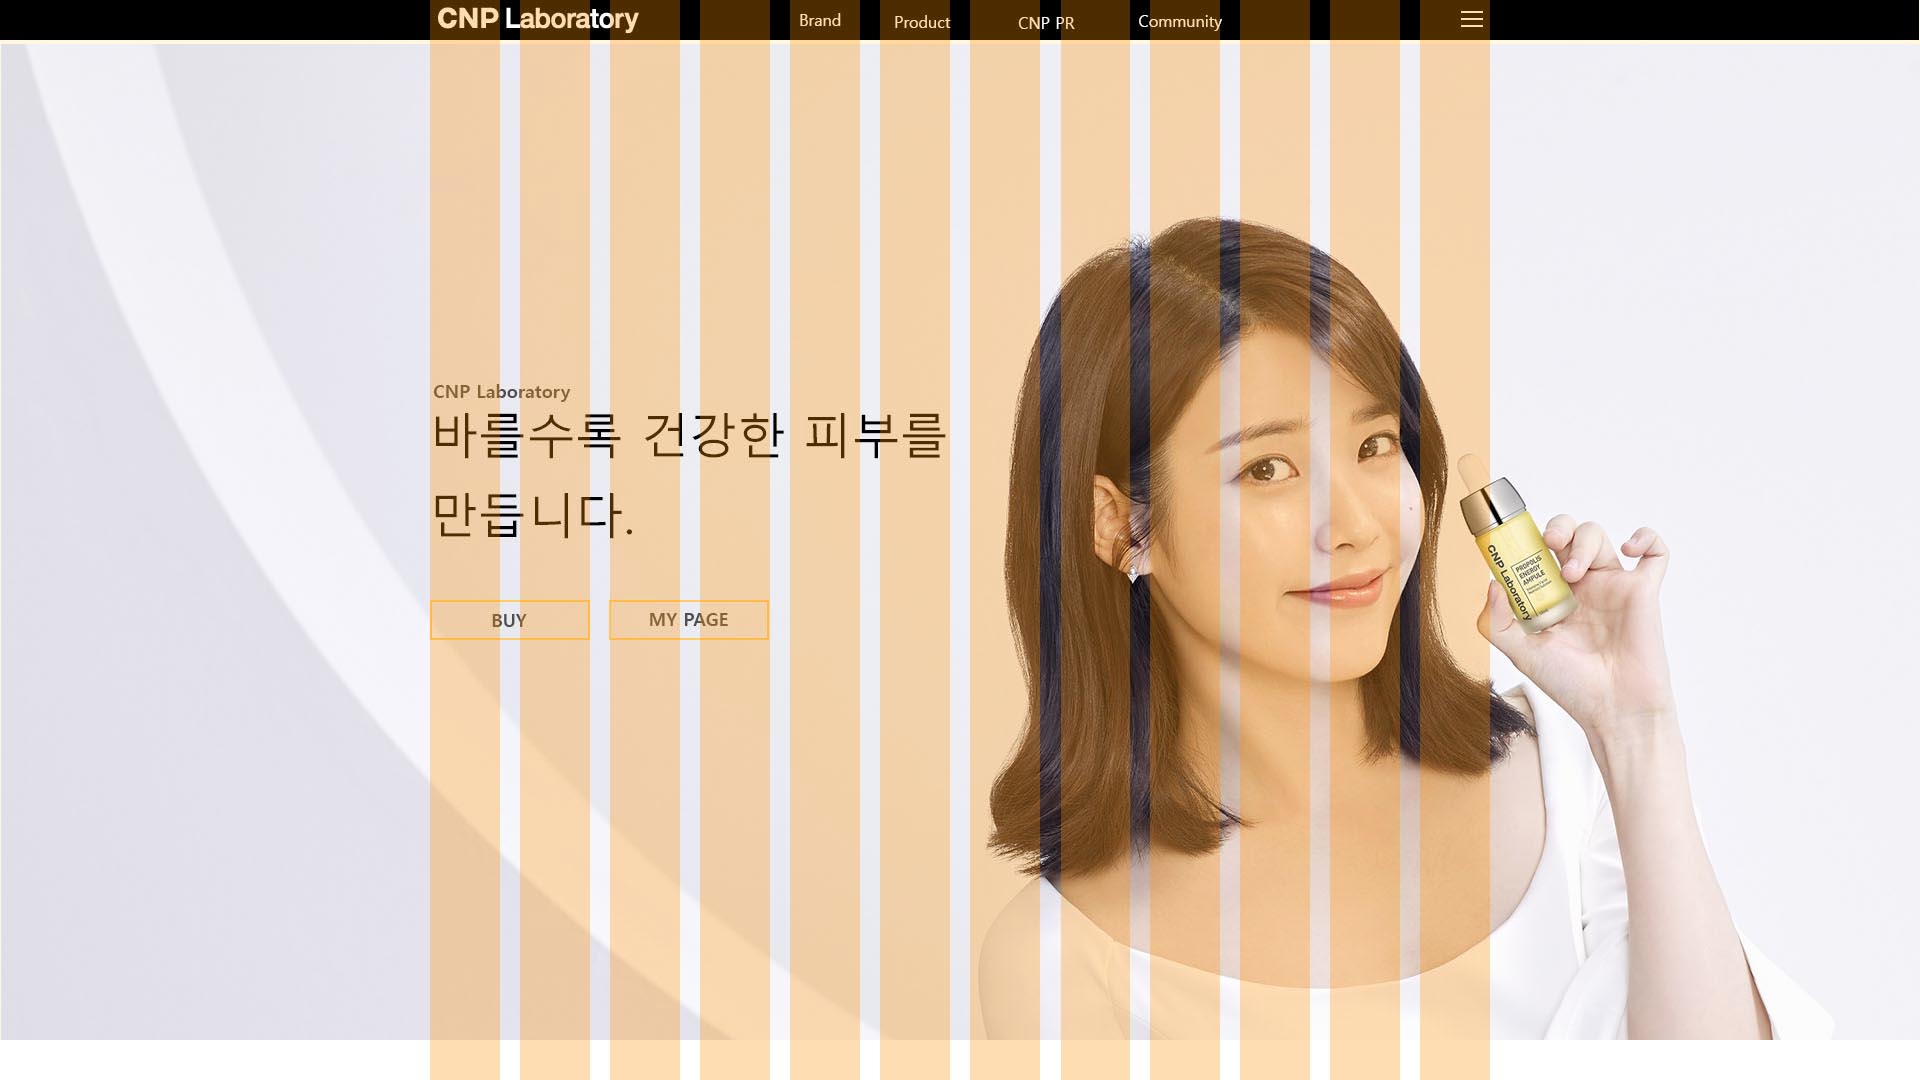 CNP Laboratory
Brand
Product
CNP PR
Community
CNP Laboratory
바를수록 건강한 피부를
만듭니다.
BUY
MY PAGE
CNP Laboratory
PROPOLIS
ENERGY
AMPULE